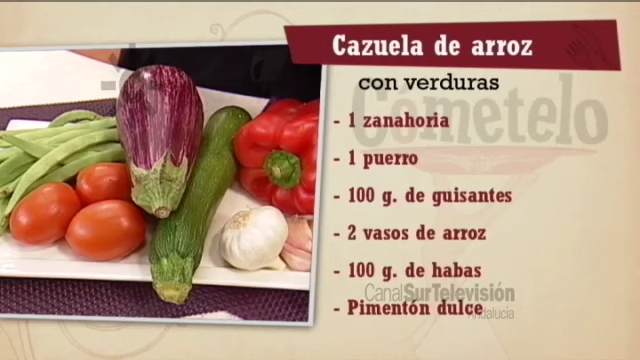 Cazuela de arroz
con verduras
Cómetelo
- 1 zanahoria
- 1 puerro
- 100 g. de guisantes
- 2 vasos de arroz
- 100 g. de habas
CanalSurTelevisión
Andalucía
- Pimentón dulce